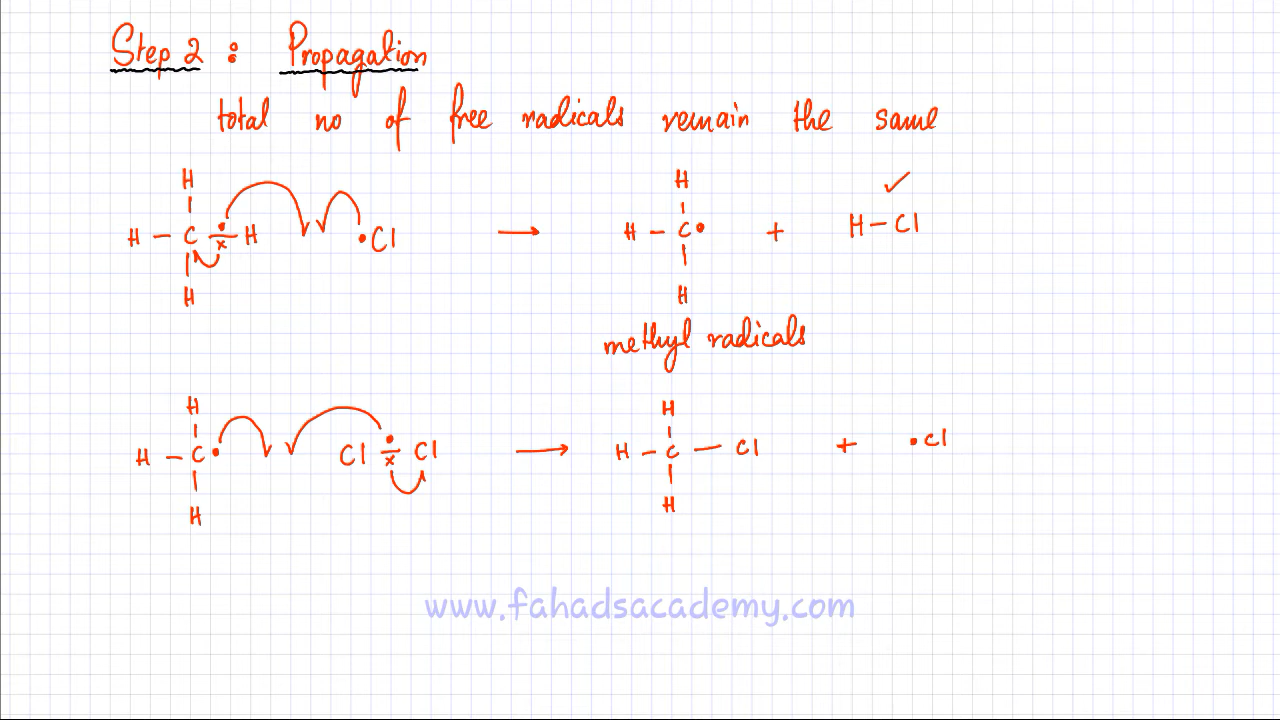 Step 2 : Propagation
total no of free radicals remain the same
H H
H – C – H •Cl → H – C• + H – Cl
H H
methyl radicals
H H
H – C• Cl – Cl → H – C – Cl + •Cl
H H
www.fahadsacademy.com